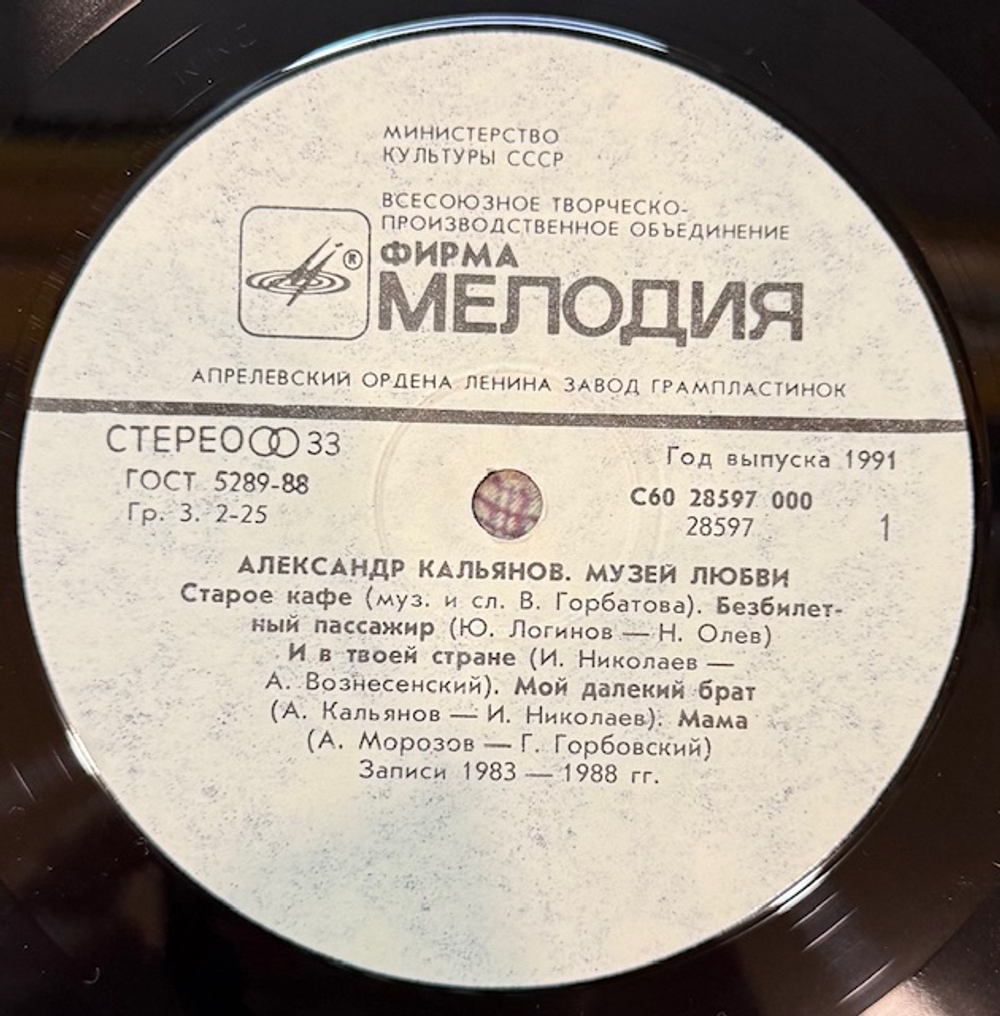 МИНИСТЕРСТВО
КУЛЬТУРЫ СССР
ВСЕСОЮЗНОЕ ТВОРЧЕСКО-
ПРОИЗВОДСТВЕННОЕ ОБЪЕДИНЕНИЕ
®
ФИРМА
МЕЛОДИЯ
АПРЕЛЕВСКИЙ ОРДЕНА ЛЕНИНА ЗАВОД ГРАМПЛАСТИНОК
СТЕРЕО 33
ГОСТ 5289-88
Гр. 3. 2-25
Год выпуска 1991
С60 28597 000
28597
1
АЛЕКСАНДР КАЛЬЯНОВ. МУЗЕЙ ЛЮБВИ
Старое кафе (муз. и сл. В. Горбатова). Безбилет-
ный пассажир (Ю. Логинов — Н. Олев)
И в твоей стране (И. Николаев —
А. Вознесенский). Мой далекий брат
(А. Кальянов — И. Николаев). Мама
(А. Морозов — Г. Горбовский)
Записи 1983 — 1988 гг.